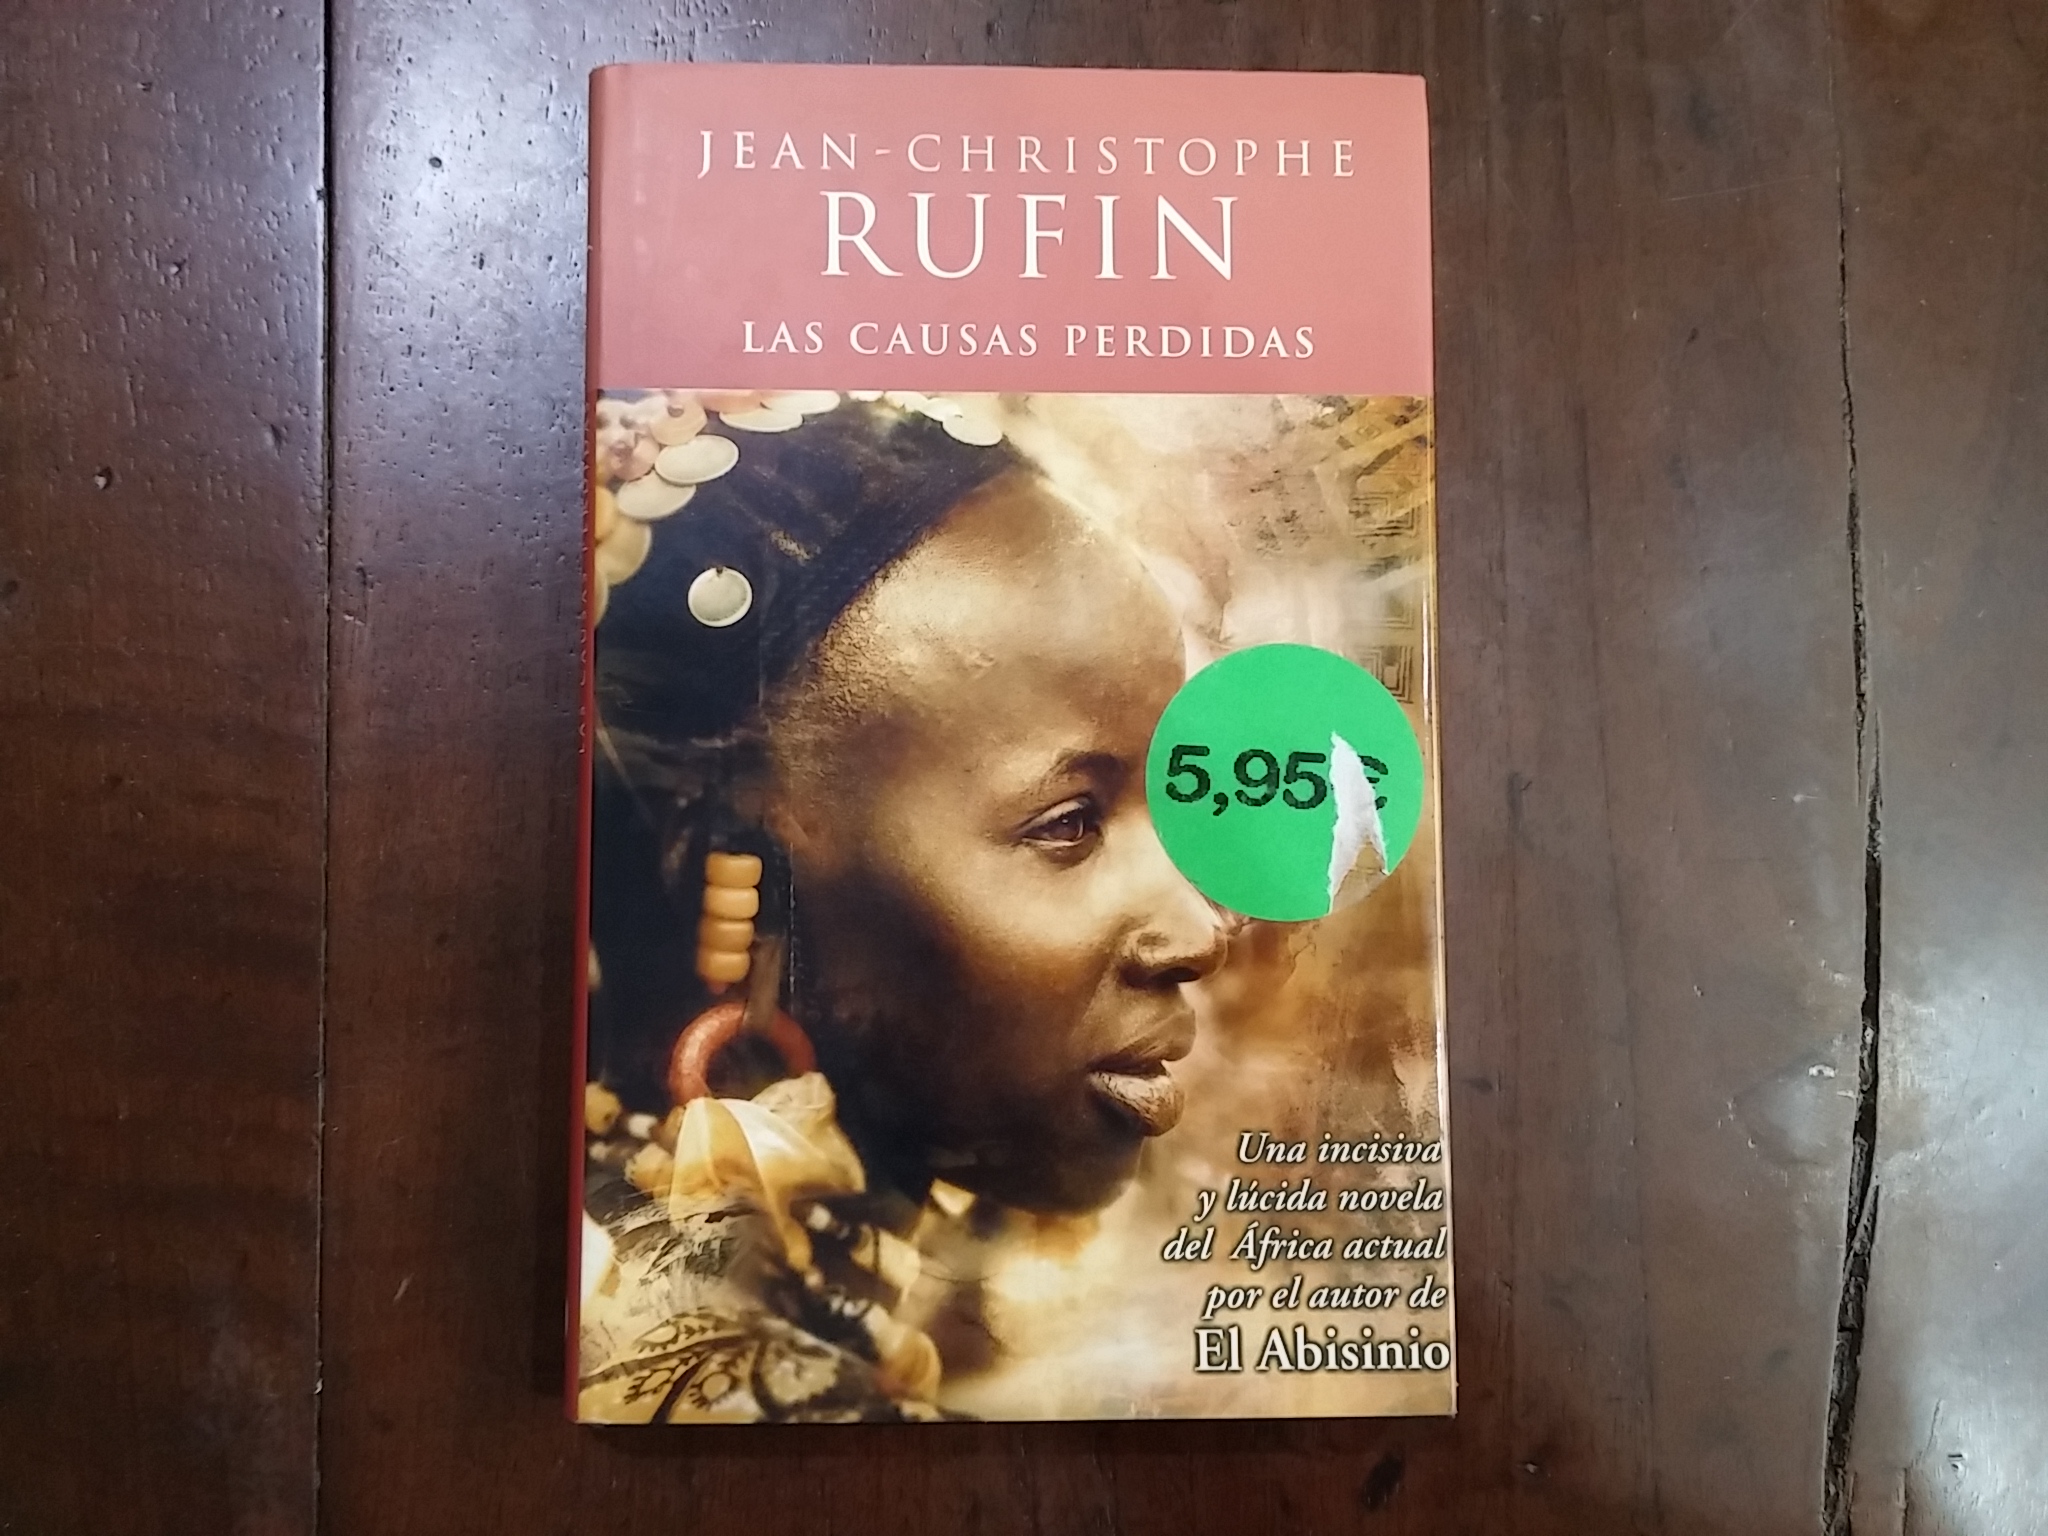 JEAN-CHRISTOPHE
RUFIN
LAS CAUSAS PERDIDAS
5,95€
Una incisiva
y lúcida novela
del África actual
por el autor de
El Abisinio